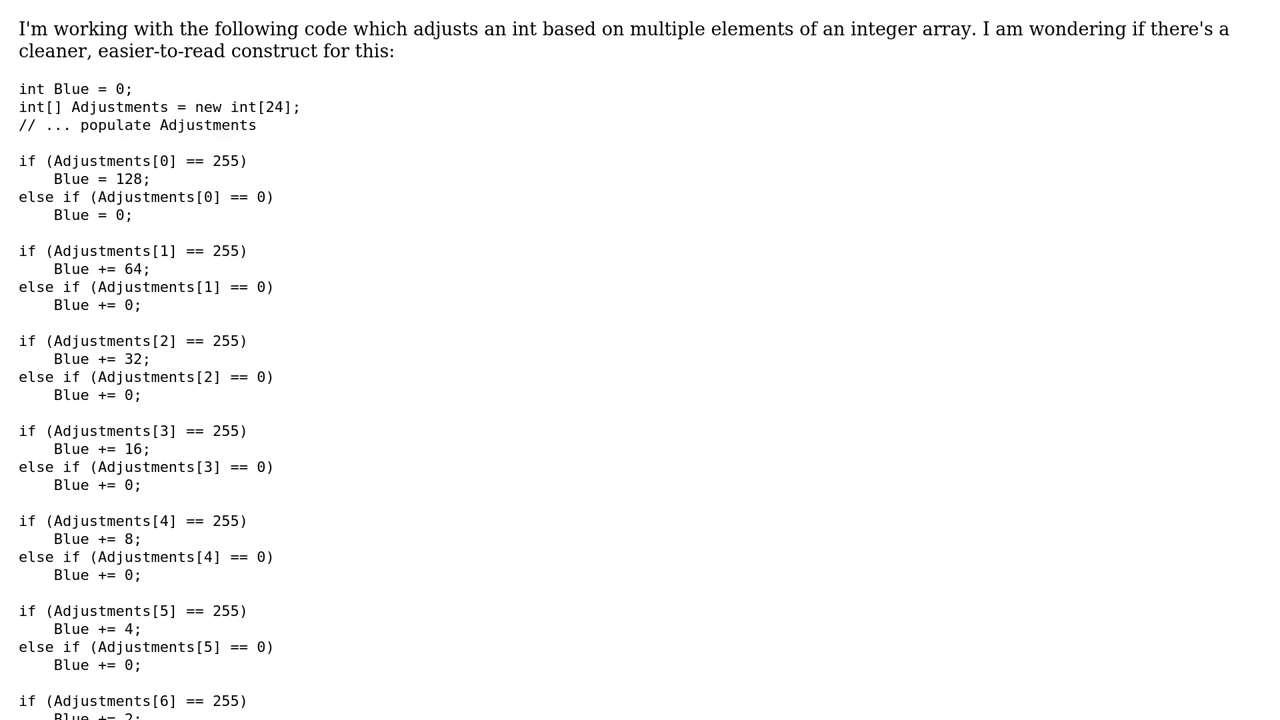 I'm working with the following code which adjusts an int based on multiple elements of an integer array. I am wondering if there's a
cleaner, easier-to-read construct for this:
int Blue = 0;
int[] Adjustments = new int[24];
// ... populate Adjustments
if (Adjustments[0] == 255)
    Blue = 128;
else if (Adjustments[0] == 0)
    Blue = 0;
if (Adjustments[1] == 255)
    Blue += 64;
else if (Adjustments[1] == 0)
    Blue += 0;
if (Adjustments[2] == 255)
    Blue += 32;
else if (Adjustments[2] == 0)
    Blue += 0;
if (Adjustments[3] == 255)
    Blue += 16;
else if (Adjustments[3] == 0)
    Blue += 0;
if (Adjustments[4] == 255)
    Blue += 8;
else if (Adjustments[4] == 0)
    Blue += 0;
if (Adjustments[5] == 255)
    Blue += 4;
else if (Adjustments[5] == 0)
    Blue += 0;
if (Adjustments[6] == 255)
    Blue += 2;